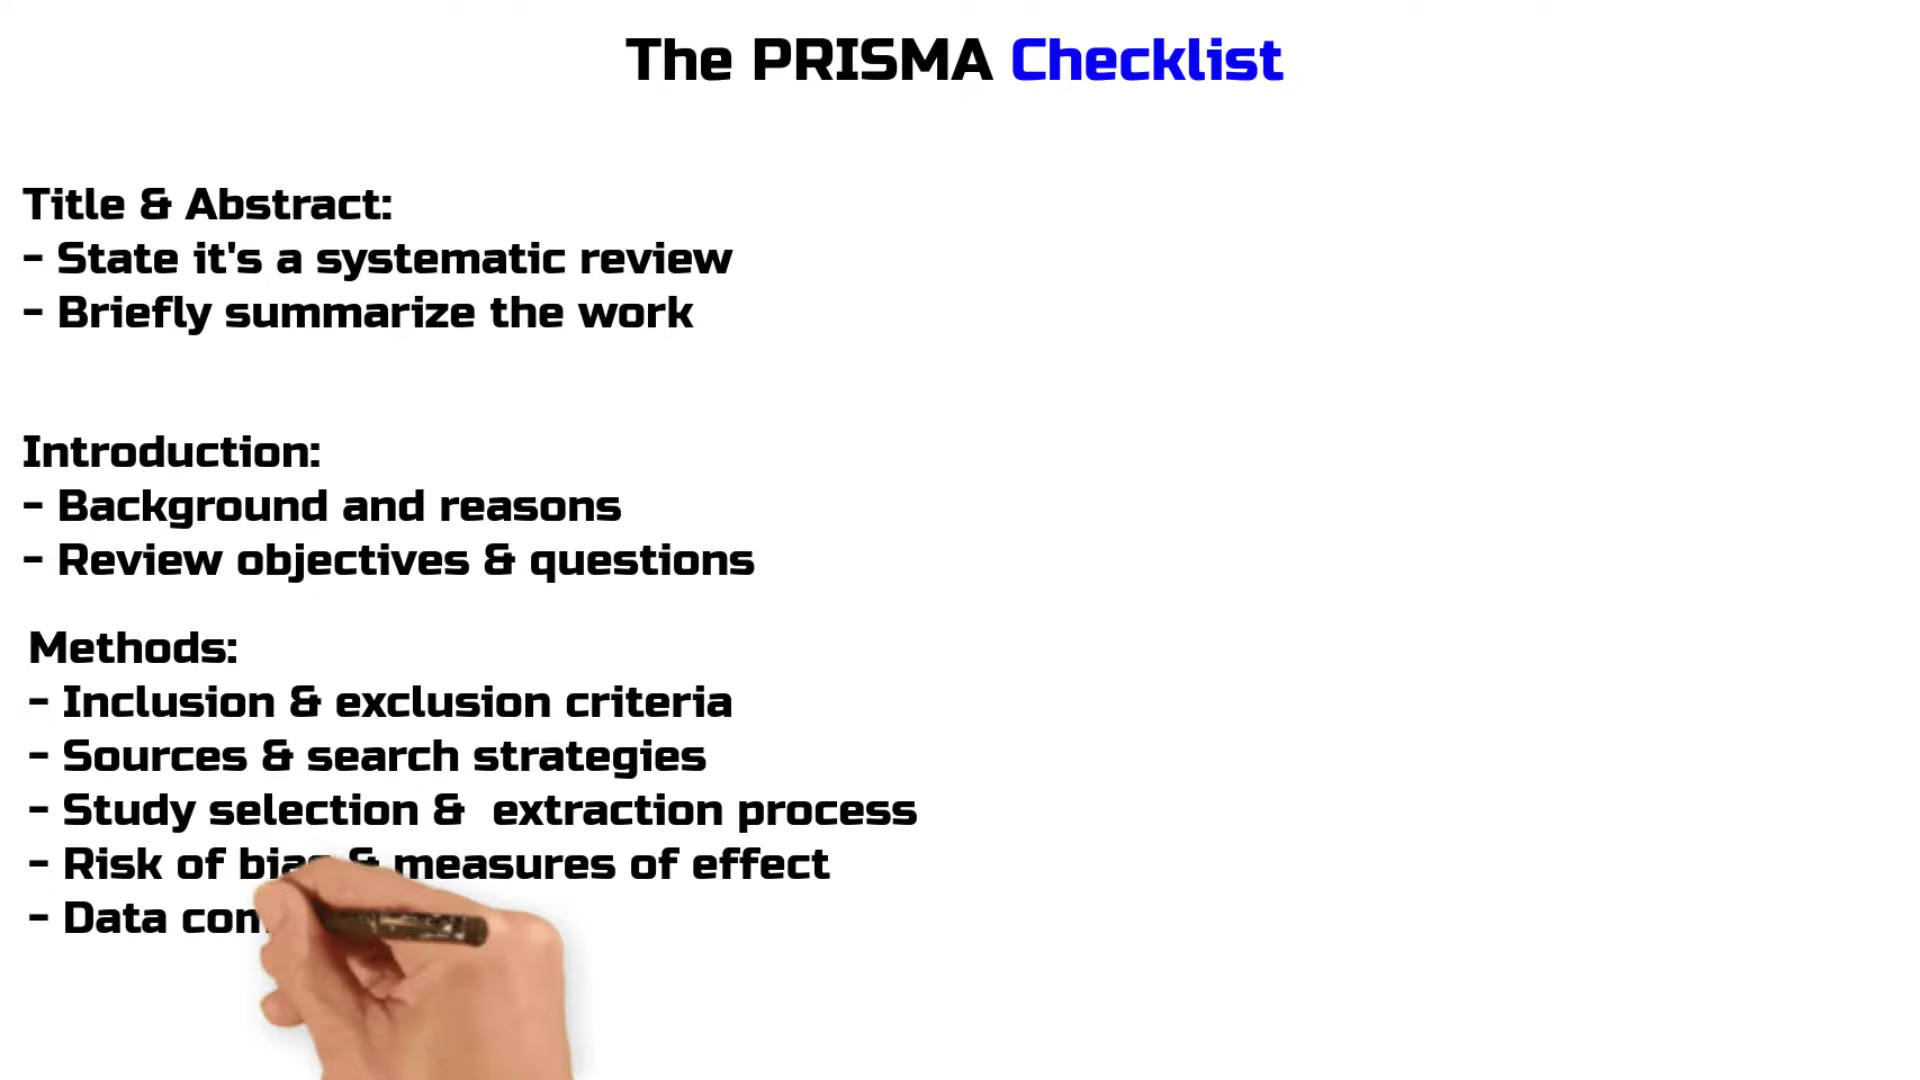 The PRISMA Checklist
Title & Abstract:
- State it's a systematic review
- Briefly summarize the work
Introduction:
- Background and reasons
- Review objectives & questions
Methods:
- Inclusion & exclusion criteria
- Sources & search strategies
- Study selection & extraction process
- Risk of bias & measures of effect
- Data